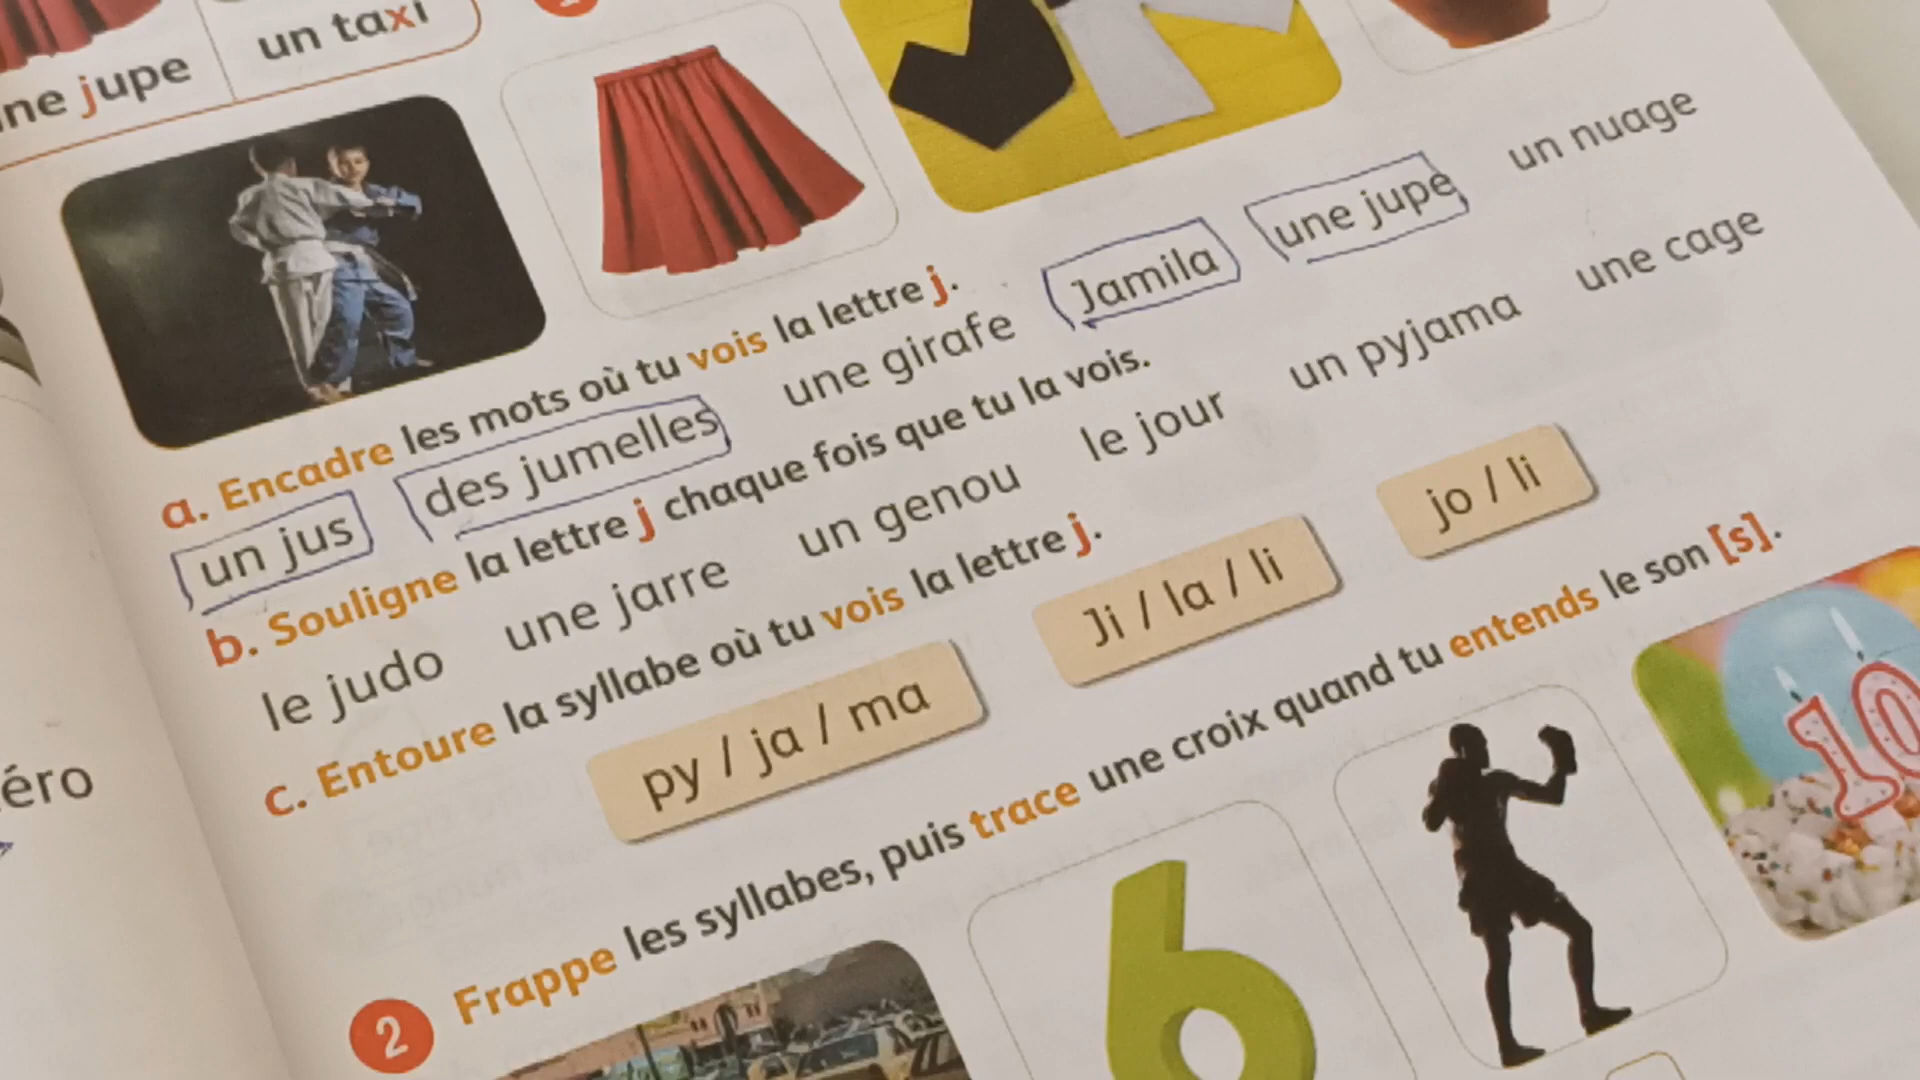 jupe
un taxi
a. Encadre les mots où tu vois la lettre j.
un jus des jumelles une girafe Jamila une jupe un nuage
b. Souligne la lettre j chaque fois que tu la vois.
le judo une jarre un genou le jour un pyjama une cage
c. Entoure la syllabe où tu vois la lettre j.
py / ja / ma Ji / la / li jo / li
2 Frappe les syllabes, puis trace une croix quand tu entends le son [s].
6
10